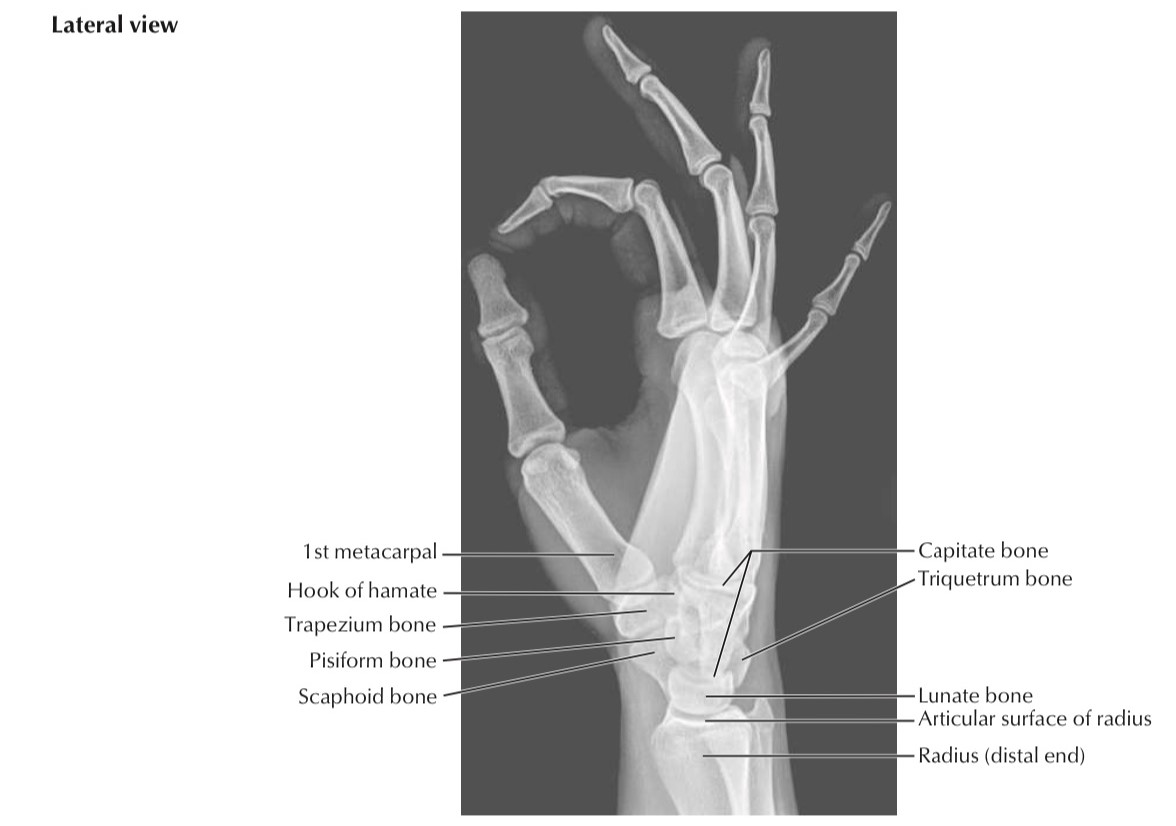 Lateral view
1st metacarpal
Hook of hamate
Trapezium bone
Pisiform bone
Scaphoid bone
Capitate bone
Triquetrum bone
Lunate bone
Articular surface of radius
Radius (distal end)